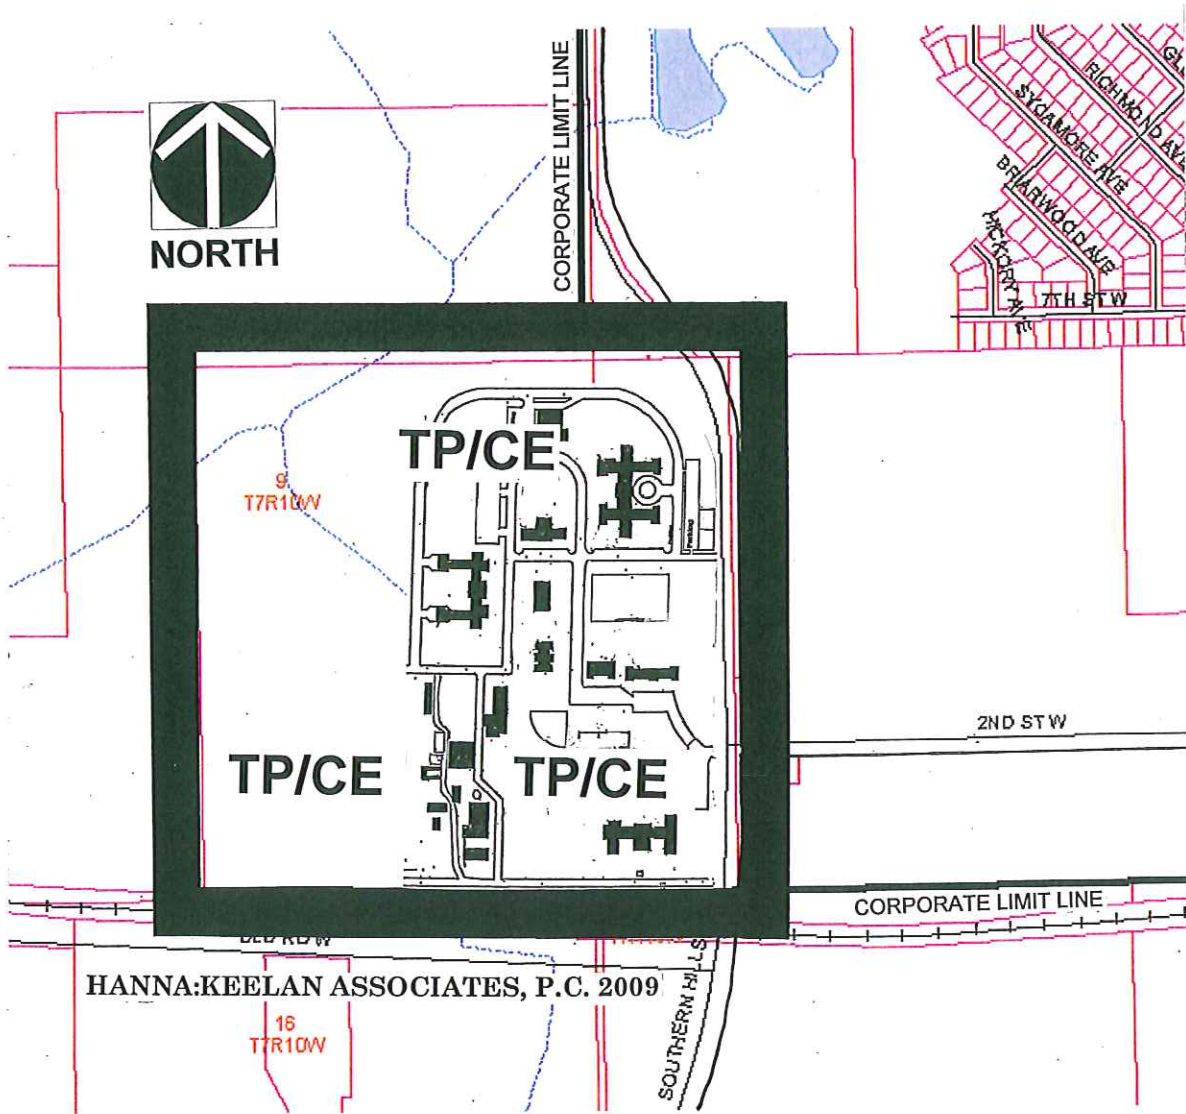 CORPORATE LIMIT LINE
RICHMOND AVE
SYCAMORE AVE
BRIARWOOD AVE
HICKORY AVE
7TH ST W
NORTH
TP/CE
9
T7R10W
Parking
2ND ST W
TP/CE
TP/CE
CORPORATE LIMIT LINE
HANNA:KEELAN ASSOCIATES, P.C. 2009
SOUTHERN HILLS
16
T7R10W